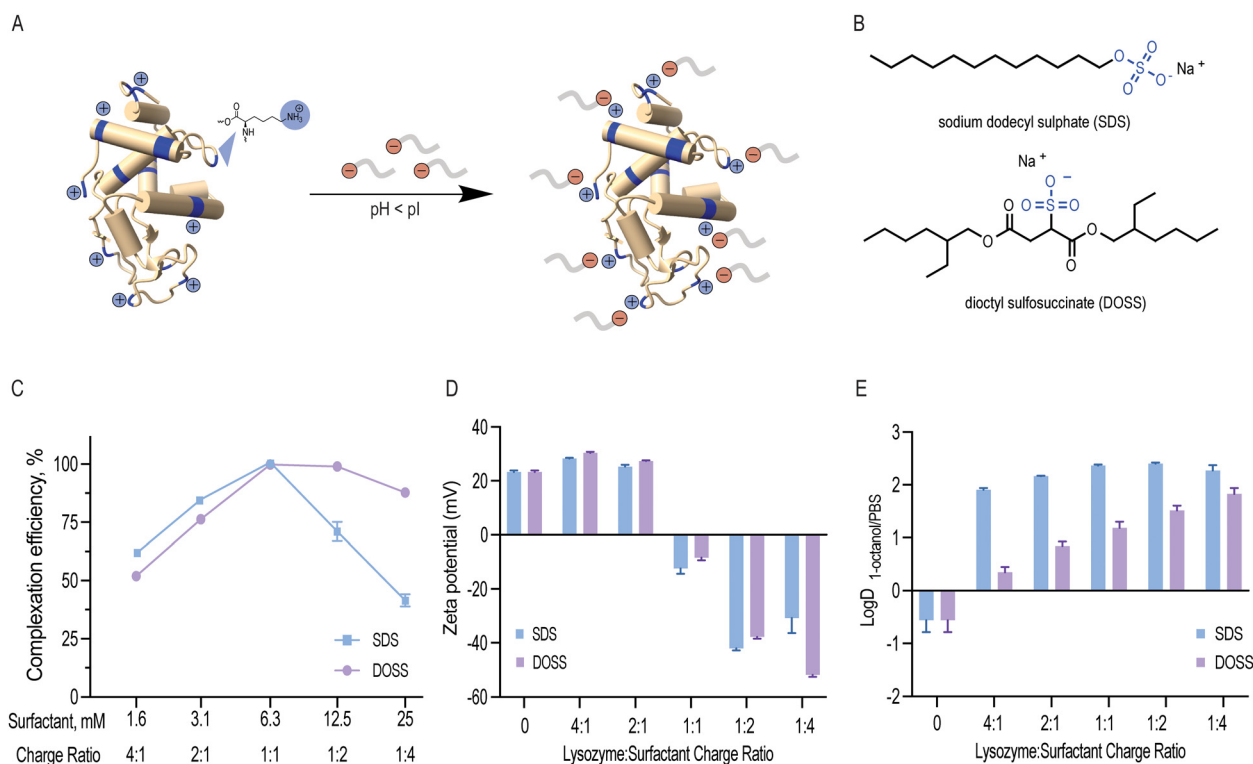 A
B
NH
O
NH3
+
pH < pI
O
O
S
O
O-
Na +
sodium dodecyl sulphate (SDS)
Na +
O −
O=S=O
O
O
O
O
dioctyl sulfosuccinate (DOSS)
C
Complexation efficiency, %
100
75
50
25
0
SDS
DOSS
Surfactant, mM
1.6 3.1 6.3 12.5 25
Charge Ratio
4:1 2:1 1:1 1:2 1:4
D
Zeta potential (mV)
40
20
0
-20
-40
-60
SDS
DOSS
0 4:1 2:1 1:1 1:2 1:4
Lysozyme:Surfactant Charge Ratio
E
LogD 1-octanol/PBS
3
2
1
0
-1
-2
SDS
DOSS
0 4:1 2:1 1:1 1:2 1:4
Lysozyme:Surfactant Charge Ratio